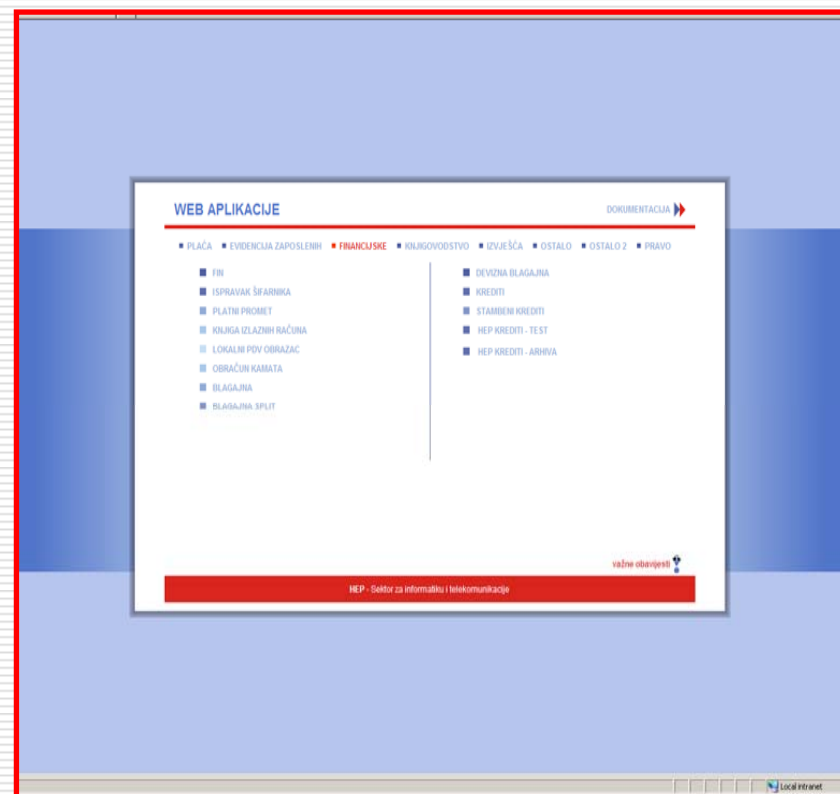 WEB APLIKACIJE
DOKUMENTACIJA
PLAĆA EVIDENCIJA ZAPOSLENIH FINANCIJSKE KNJIGOVODSTVO IZVJEŠĆA OSTALO OSTALO 2 PRAVO
FIN
ISPRAVAK ŠIFARNIKA
PLATNI PROMET
KNJIGA IZLAZNIH RAČUNA
LOKALNI PDV OBRAZAC
OBRAČUN KAMATA
BLAGAJNA
BLAGAJNA SPLIT
DEVIZNA BLAGAJNA
KREDITI
STAMBENI KREDITI
HEP KREDITI - TEST
HEP KREDITI - ARHIVA
važne obavijesti
HEP - Sektor za informatiku i telekomunikacije
Local intranet